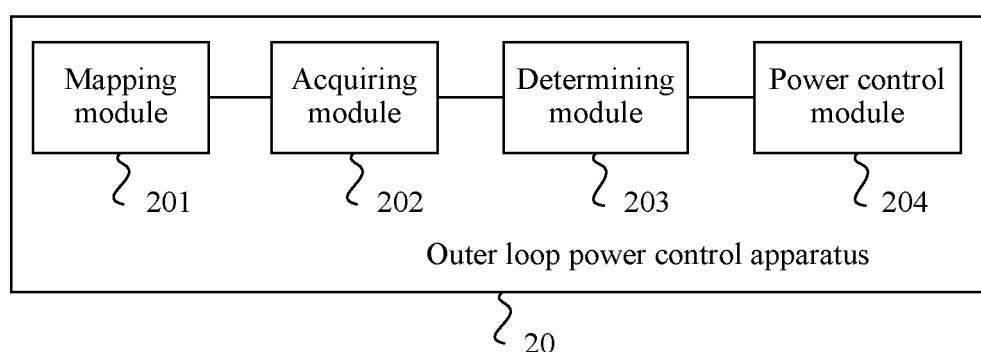 Mapping
module
Acquiring
module
Determining
module
Power control
module
201
202
203
204
Outer loop power control apparatus
20